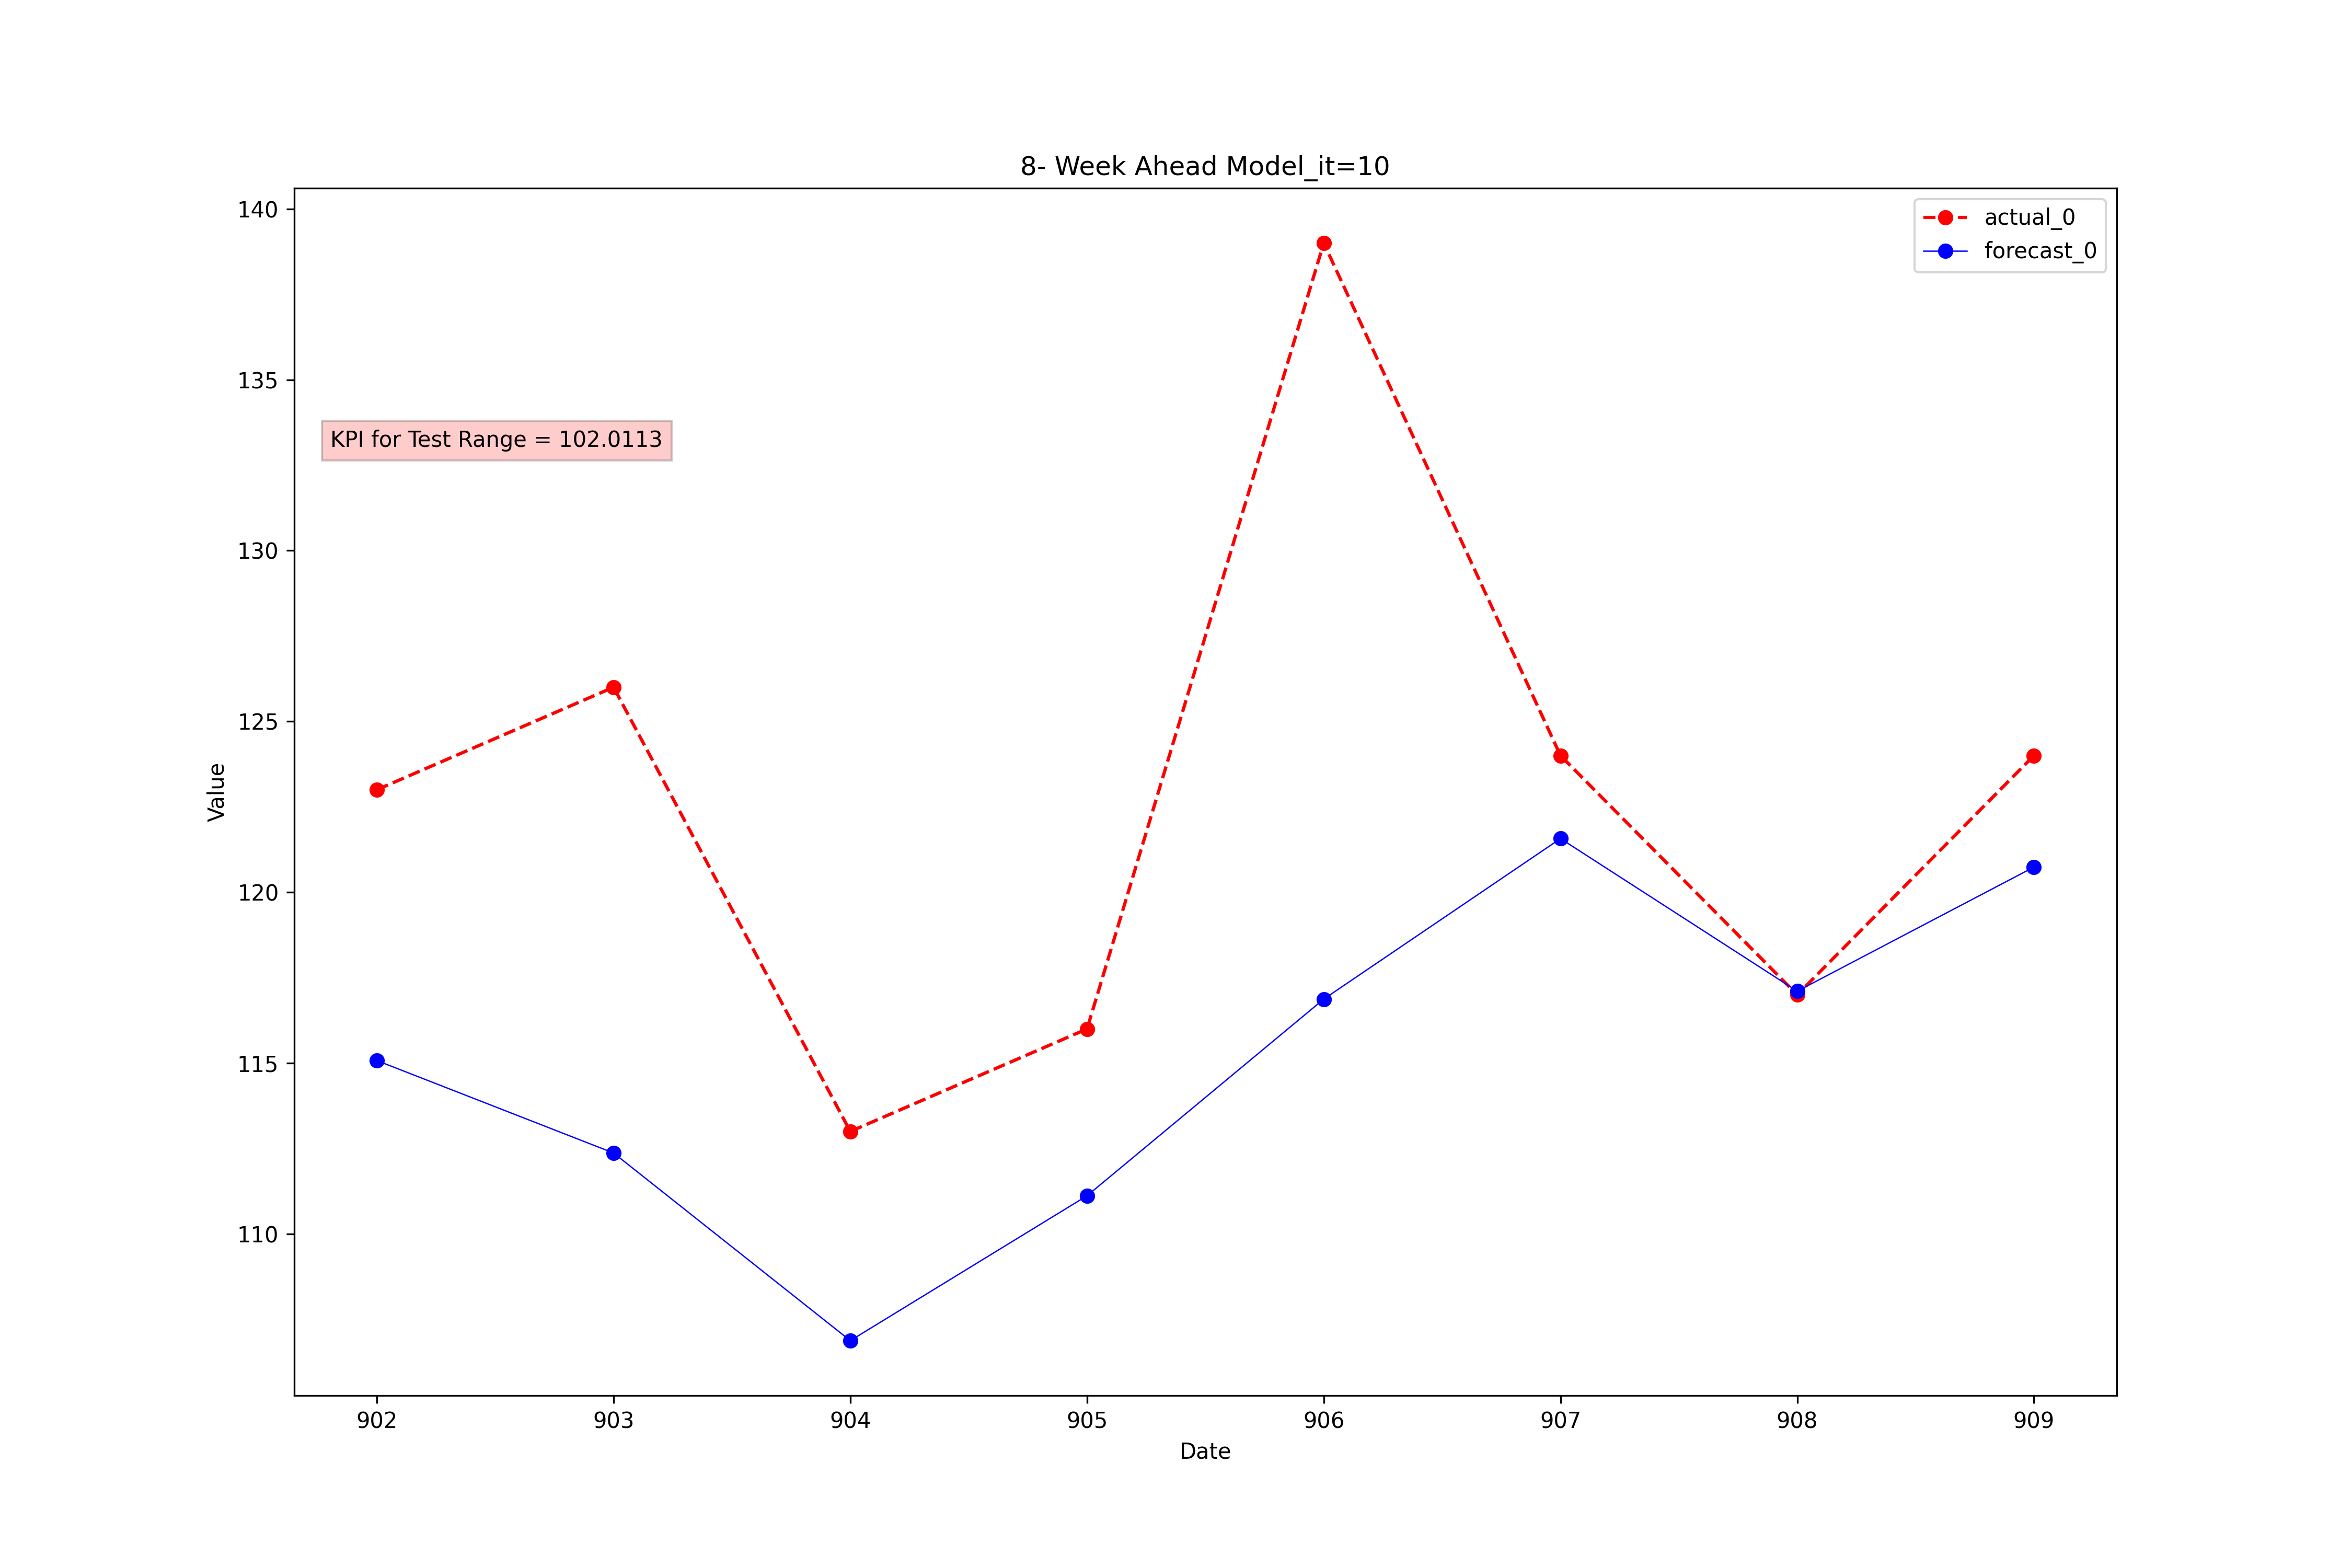 8- Week Ahead Model_it=10
actual_0
forecast_0
KPI for Test Range = 102.0113
Value
140
135
130
125
120
115
110
902 903 904 905 906 907 908 909
Date